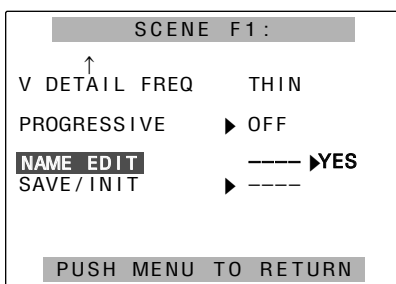 SCENE F1:
↑
V DETAIL FREQ THIN
PROGRESSIVE ▶ OFF
NAME EDIT –––– ▶YES
SAVE/INIT ▶ ––––
PUSH MENU TO RETURN